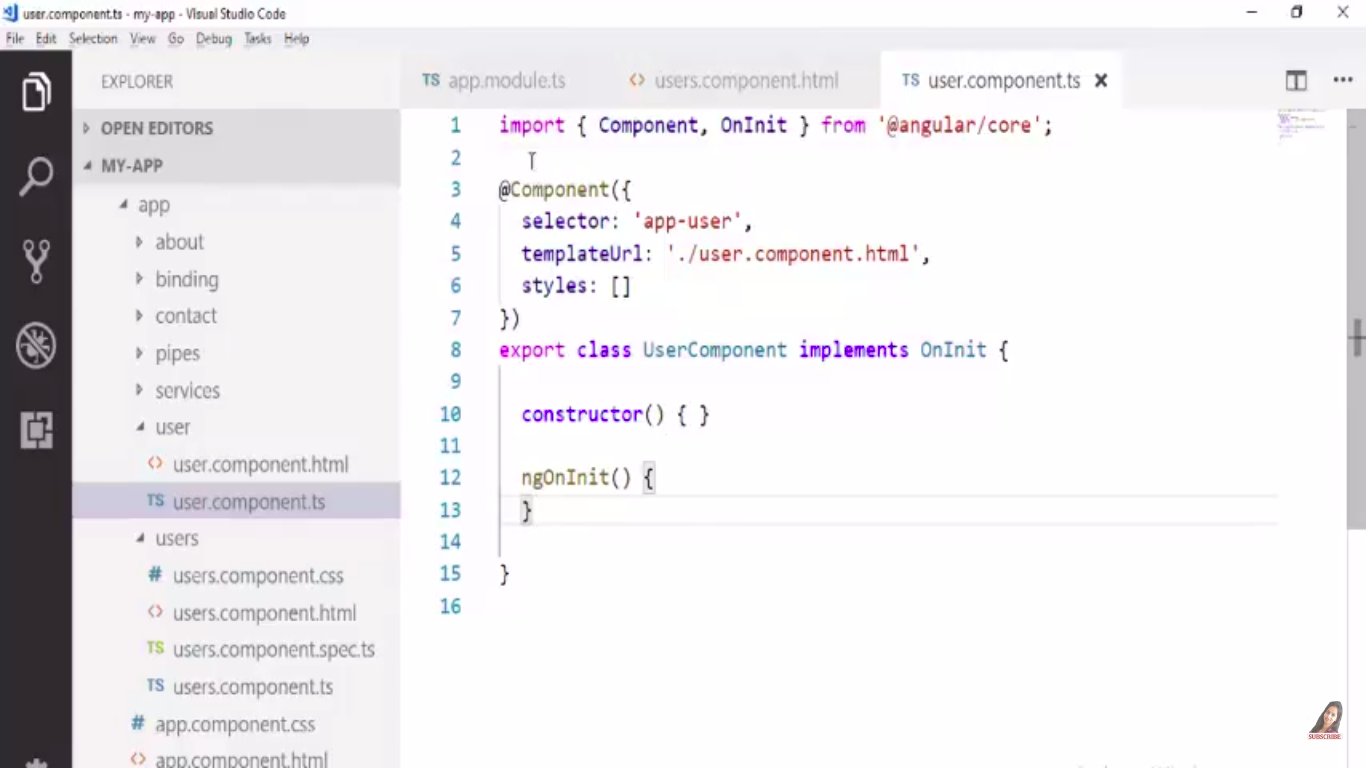 user.component.ts - my-app - Visual Studio Code
File Edit Selection View Go Debug Tasks Help
EXPLORER
OPEN EDITORS
MY-APP
app
about
binding
contact
pipes
services
user
<> user.component.html
TS user.component.ts
users
# users.component.css
<> users.component.html
TS users.component.spec.ts
TS users.component.ts
# app.component.css
<> app.component.html
TS app.module.ts <> users.component.html TS user.component.ts ×
1 import { Component, OnInit } from '@angular/core';
2
3 @Component({
4 selector: 'app-user',
5 templateUrl: './user.component.html',
6 styles: []
7 })
8 export class UserComponent implements OnInit {
9
10 constructor() { }
11
12 ngOnInit() {
13 }
14
15 }
16
SUBSCRIBE